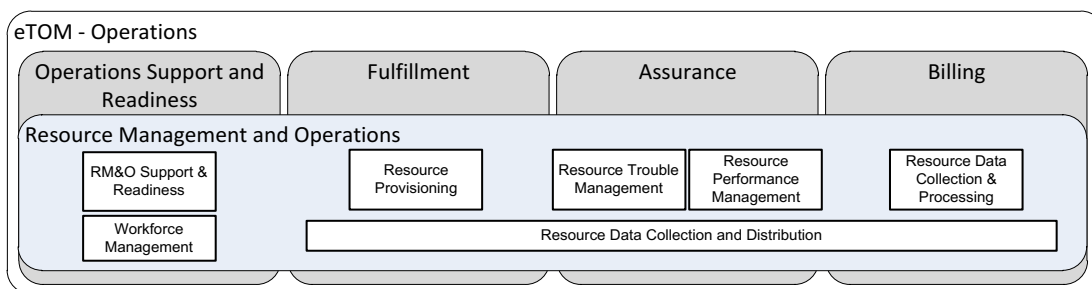 eTOM - Operations
Operations Support and
Readiness
Fulfillment
Assurance
Billing
Resource Management and Operations
RM&O Support &
Readiness
Resource
Provisioning
Resource Trouble
Management
Resource
Performance
Management
Resource Data
Collection &
Processing
Workforce
Management
Resource Data Collection and Distribution